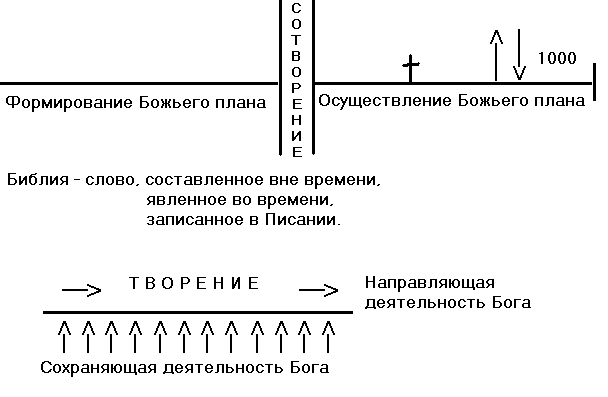 СОТВОРЕНИЕ
1000
Формирование Божьего плана
Осуществление Божьего плана
Библия - слово, составленное вне времени,
явленное во времени,
записанное в Писании.
ТВОРЕНИЕ
Направляющая
деятельность Бога
Сохраняющая деятельность Бога